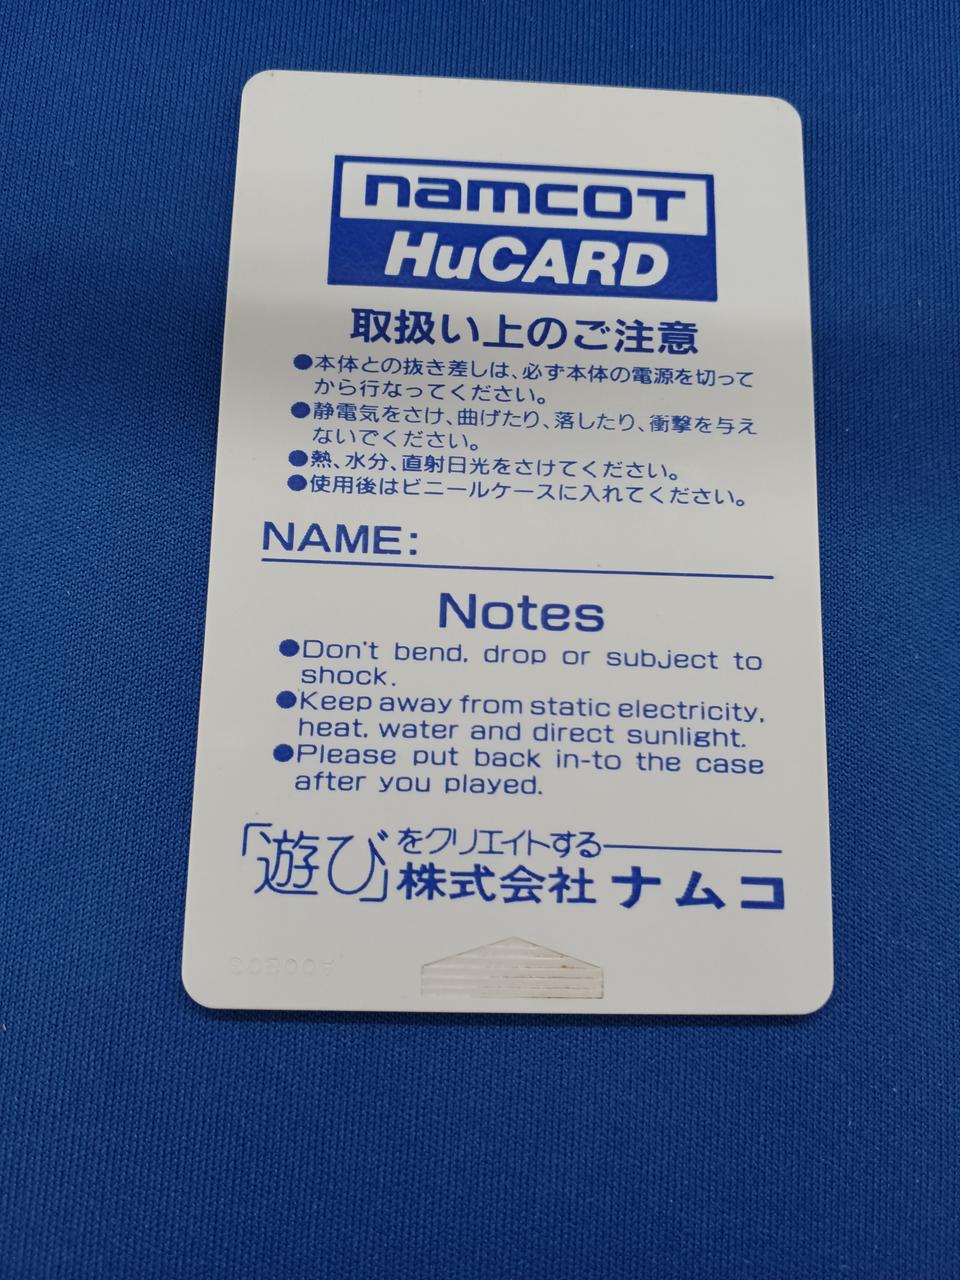 namcoT
HuCARD
取扱い上のご注意
●本体との抜き差しは、必ず本体の電源を切って
から行なってください。
●静電気をさけ、曲げたり、落したり、衝撃を与え
ないでください。
●熱、水分、直射日光をさけてください。
●使用後はビニールケースに入れてください。
NAME:
Notes
●Don't bend, drop or subject to
shock.
●Keep away from static electricity,
heat, water and direct sunlight.
●Please put back in-to the case
after you played.
「遊び」をクリエイトする
株式会社 ナムコ